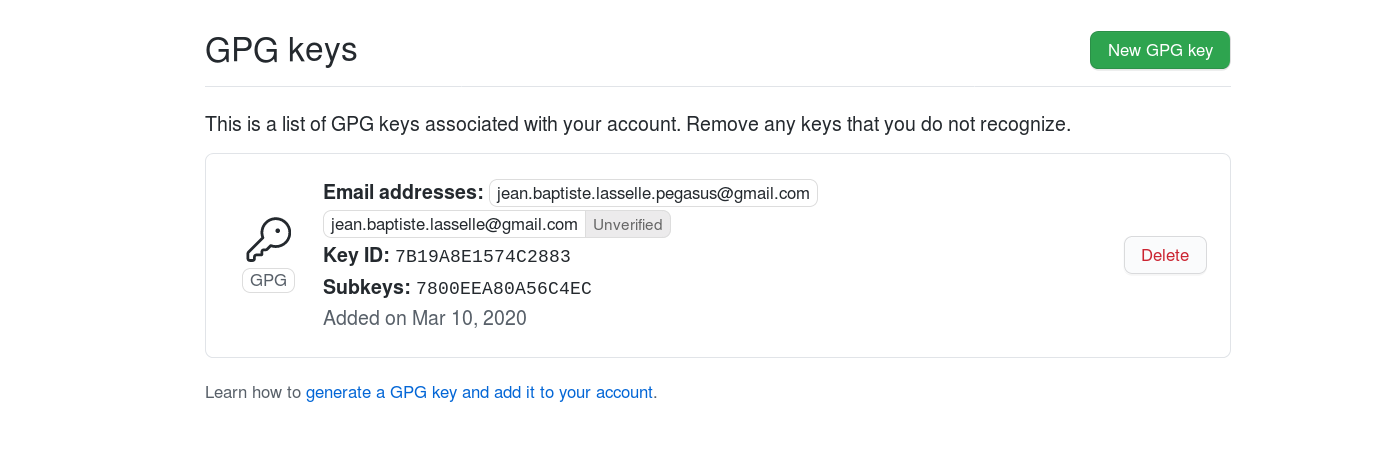 GPG keys
New GPG key
This is a list of GPG keys associated with your account. Remove any keys that you do not recognize.
Email addresses: jean.baptiste.lasselle.pegasus@gmail.com
jean.baptiste.lasselle@gmail.com Unverified
Key ID: 7B19A8E1574C2883
Subkeys: 7800EEA80A56C4EC
Added on Mar 10, 2020
GPG
Delete
Learn how to generate a GPG key and add it to your account.